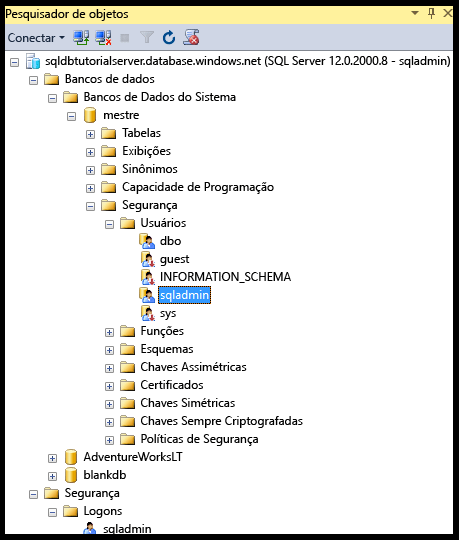 Pesquisador de objetos
Conectar
sqldbtutorialserver.database.windows.net (SQL Server 12.0.2000.8 - sqladmin)
Bancos de dados
Bancos de Dados do Sistema
mestre
Tabelas
Exibições
Sinônimos
Capacidade de Programação
Segurança
Usuários
dbo
guest
INFORMATION_SCHEMA
sqladmin
sys
Funções
Esquemas
Chaves Assimétricas
Certificados
Chaves Simétricas
Chaves Sempre Criptografadas
Políticas de Segurança
AdventureWorksLT
blankdb
Segurança
Logons
sqladmin